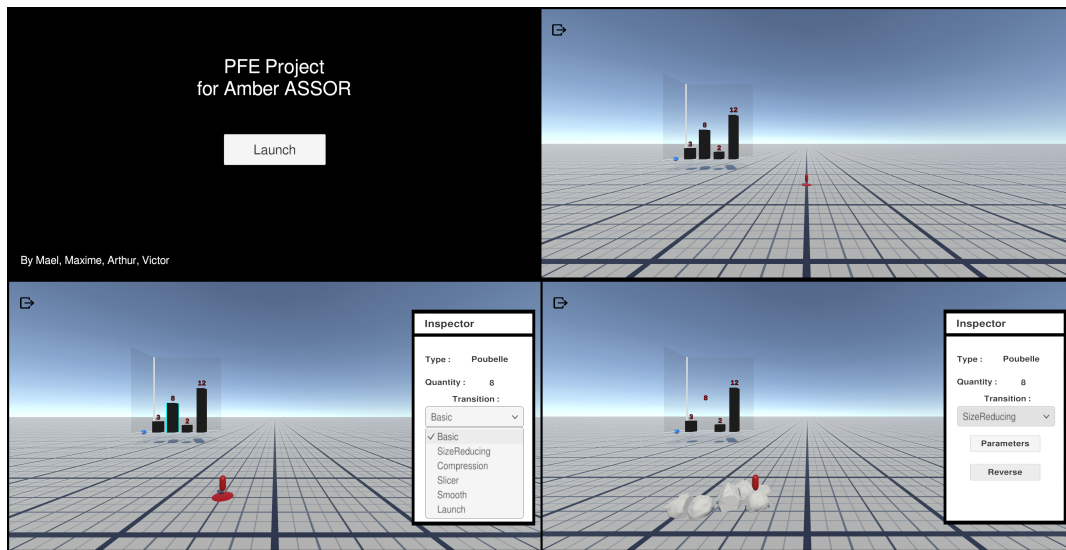 PFE Project
for Amber ASSOR
Launch
By Mael, Maxime, Arthur, Victor
3
8
2
12
Inspector
Type : Poubelle
Quantity : 8
Transition :
Basic
✓ Basic
SizeReducing
Compression
Slicer
Smooth
Launch
3
8
2
12
Inspector
Type : Poubelle
Quantity : 8
Transition :
SizeReducing
Parameters
Reverse
3
8
2
12